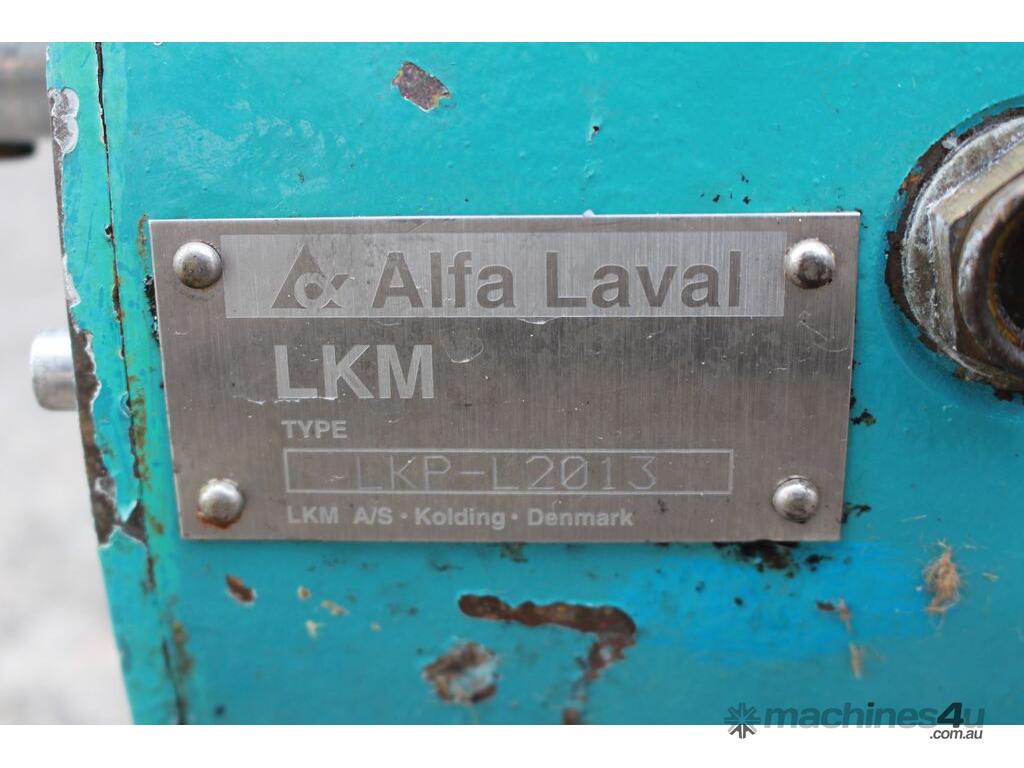 Alfa Laval
LKM
TYPE
LKP-L2013
LKM A/S · Kolding · Denmark
machines4u
.com.au